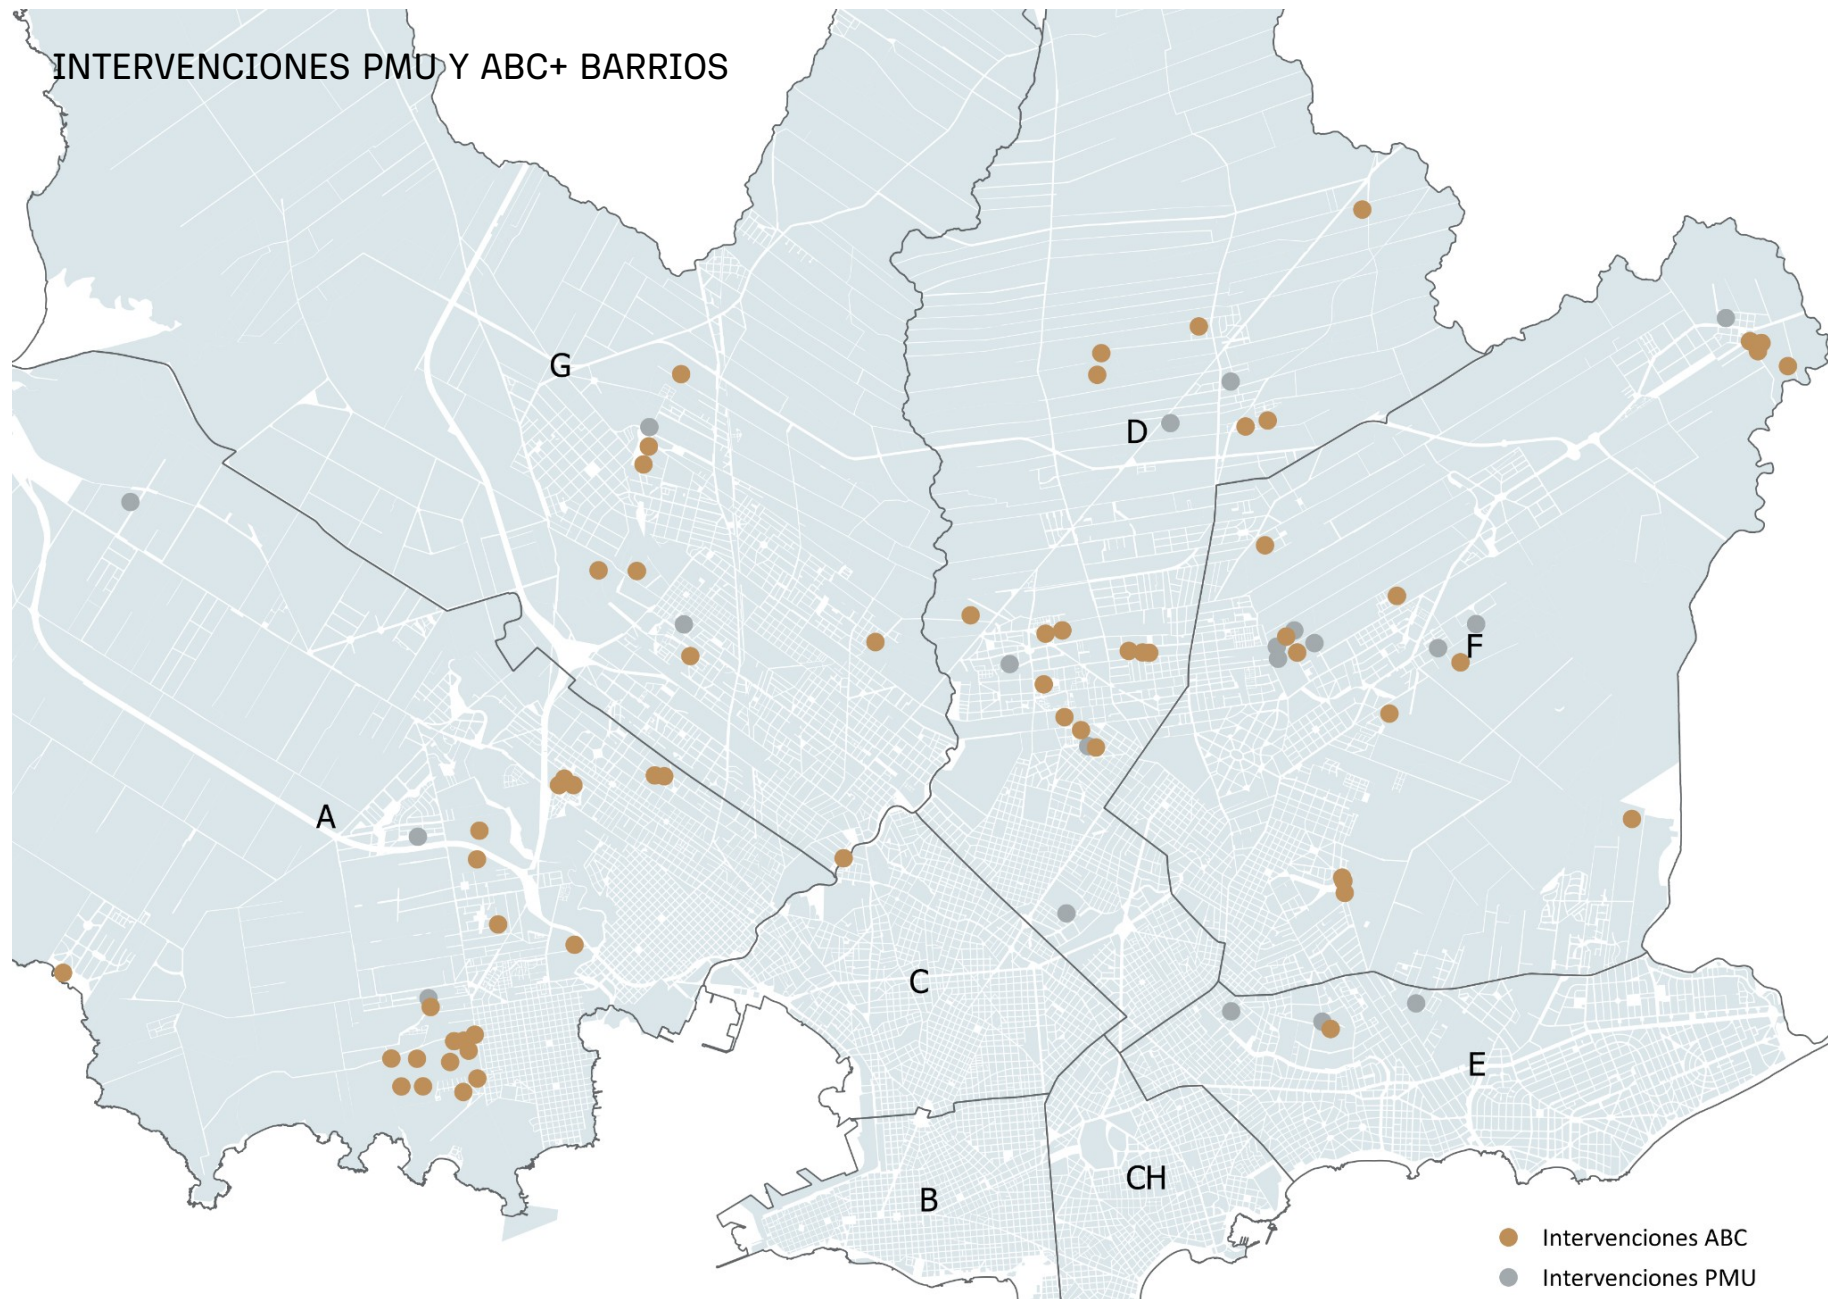 INTERVENCIONES PMU Y ABC+ BARRIOS
G
D
F
A
C
E
CH
B
Intervenciones ABC
Intervenciones PMU